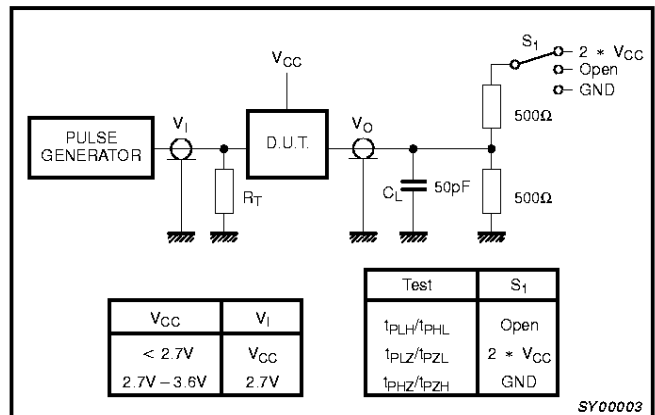 S1
2 * VCC
Open
GND
VCC
500Ω
PULSE
GENERATOR
VI
D.U.T.
VO
RT
CL
50pF
500Ω
VCC VI
< 2.7V VCC
2.7V – 3.6V 2.7V
Test S1
tPLH/tPHL Open
tPLZ/tPZL 2 * VCC
tPHZ/tPZH GND
SY00003